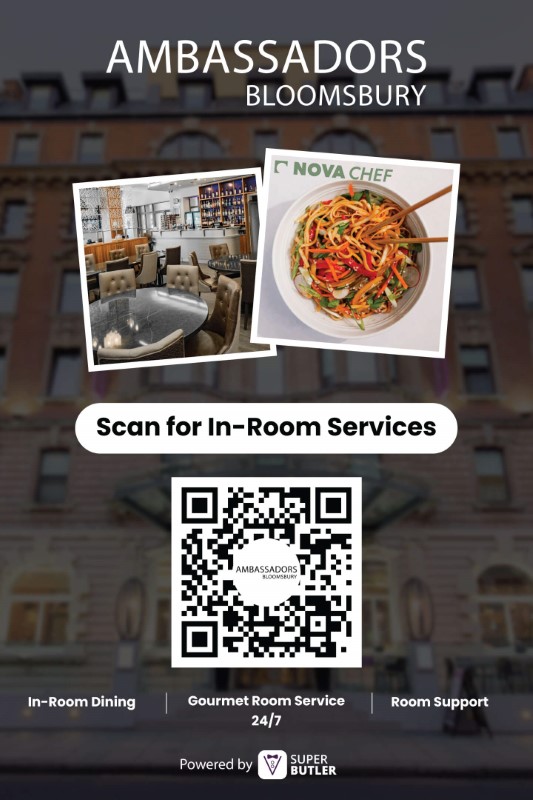 AMBASSADORS
BLOOMSBURY
NOVA CHEF
Scan for In-Room Services
AMBASSADORS
BLOOMSBURY
In-Room Dining
Gourmet Room Service
24/7
Room Support
Powered by SUPER
BUTLER